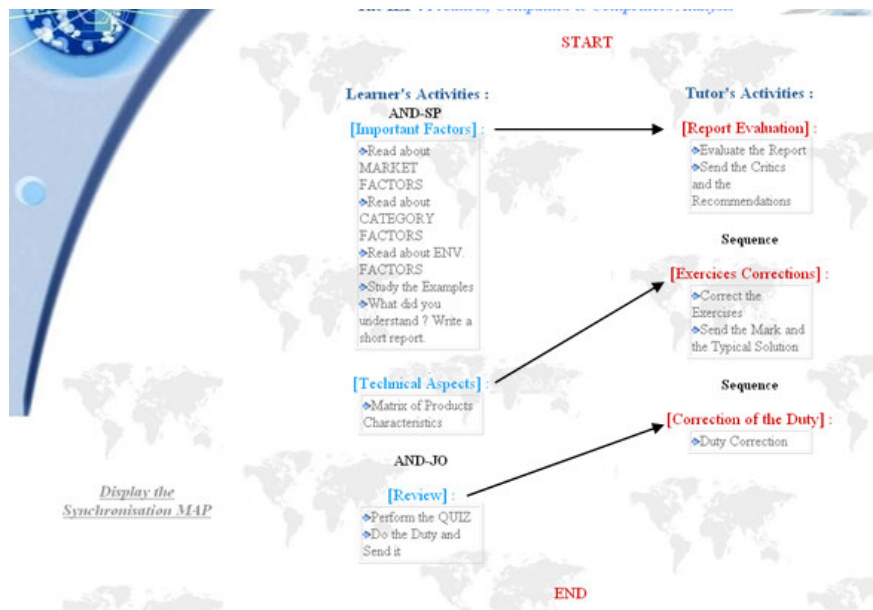 START
Learner's Activities :
AND-SP
[Important Factors] :
Read about
MARKET
FACTORS
Read about
CATEGORY
FACTORS
Read about ENV.
FACTORS
Study the Examples
What did you
understand ? Write a
short report.
[Technical Aspects] :
Matrix of Products
Characteristics
AND-JO
[Review] :
Perform the QUIZ
Do the Duty and
Send it
Tutor's Activities :
[Report Evaluation] :
Evaluate the Report
Send the Critics
and the
Recommendations
Sequence
[Exercices Corrections] :
Correct the
Exercises
Send the Mark and
the Typical Solution
Sequence
[Correction of the Duty] :
Duty Correction
Display the
Synchronisation MAP
END